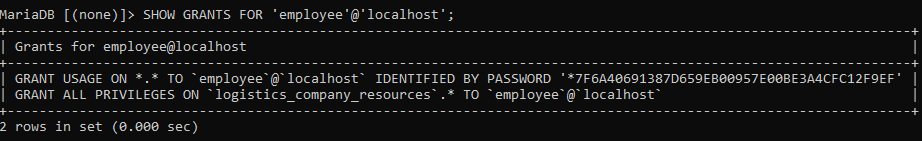 MariaDB [(none)]> SHOW GRANTS FOR 'employee'@'localhost';
+------------------------------------------------------------------------------------------------------------------+
| Grants for employee@localhost                                                                                    |
+------------------------------------------------------------------------------------------------------------------+
| GRANT USAGE ON *.* TO `employee`@`localhost` IDENTIFIED BY PASSWORD '*7F6A40691387D659EB00957E00BE3A4CFC12F9EF' |
| GRANT ALL PRIVILEGES ON `logistics_company_resources`.* TO `employee`@`localhost`                                |
+------------------------------------------------------------------------------------------------------------------+
2 rows in set (0.000 sec)